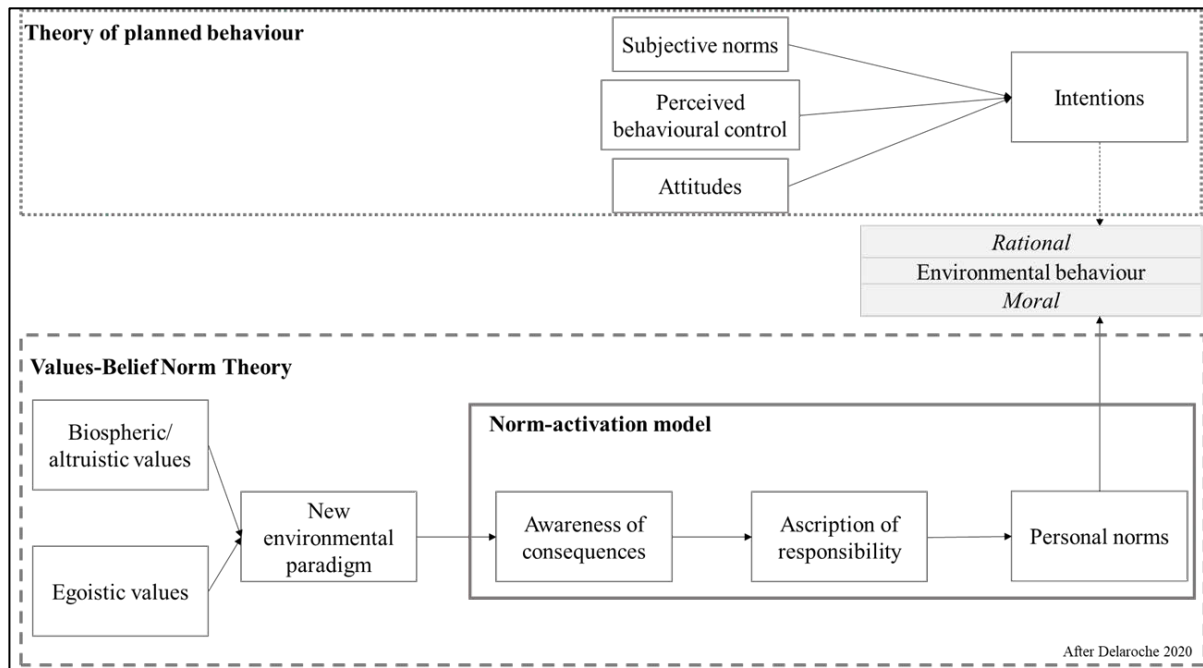 Theory of planned behaviour
Subjective norms
Perceived
behavioural control
Attitudes
Intentions
Rational
Environmental behaviour
Moral
Values-Belief Norm Theory
Biospheric/
altruistic values
Egoistic values
New
environmental
paradigm
Norm-activation model
Awareness of
consequences
Ascription of
responsibility
Personal norms
After Delaroche 2020